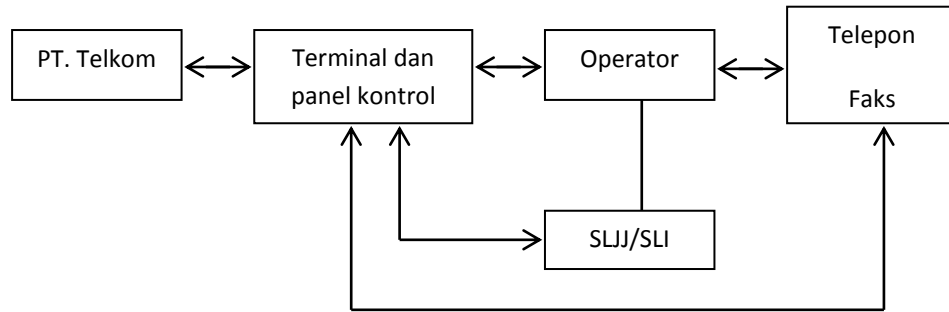 PT. Telkom
Terminal dan
panel kontrol
Operator
Telepon
Faks
SLJJ/SLI